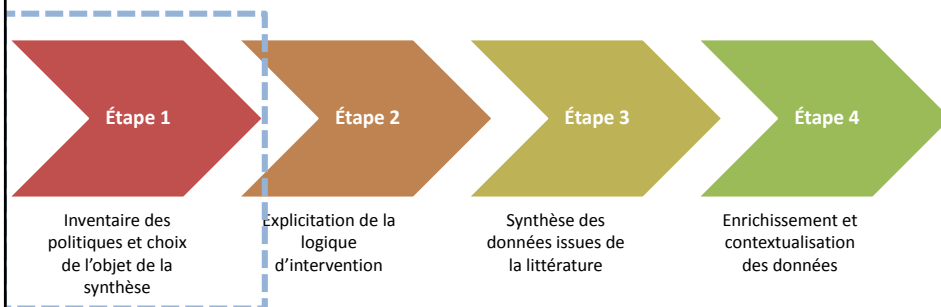 Étape 1
Étape 2
Étape 3
Étape 4
Inventaire des
politiques et choix
de l'objet de la
synthèse
Explicitation de la
logique
d'intervention
Synthèse des
données issues de
la littérature
Enrichissement et
contextualisation
des données